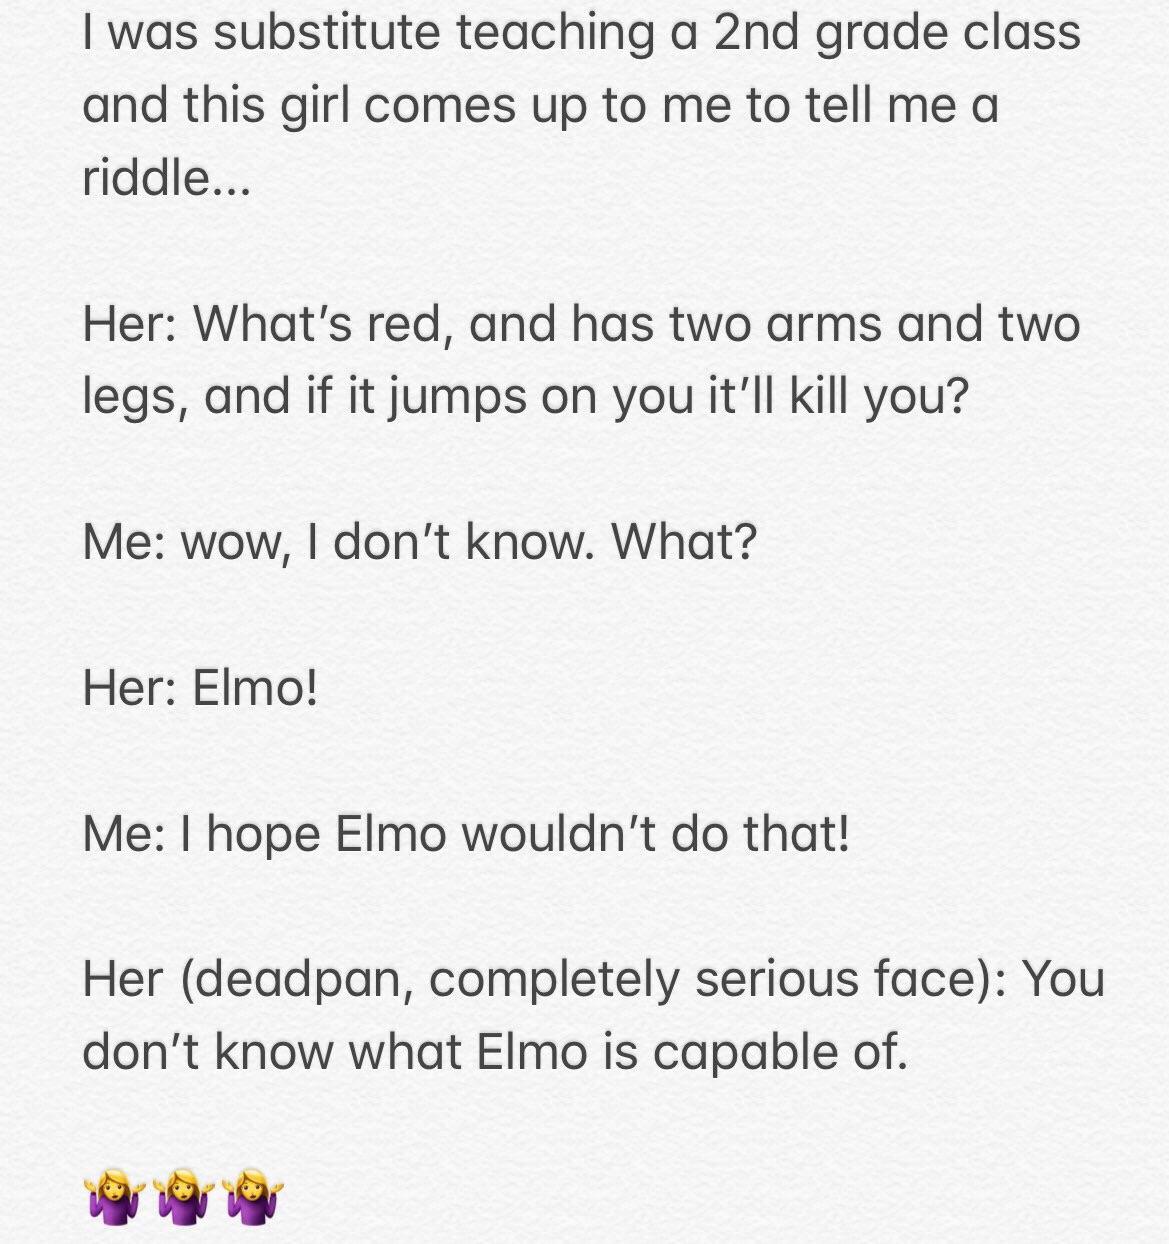 I was substitute teaching a 2nd grade class
and this girl comes up to me to tell me a
riddle...
Her: What’s red, and has two arms and two
legs, and if it jumps on you it’ll kill you?
Me: wow, I don’t know. What?
Her: Elmo!
Me: I hope Elmo wouldn’t do that!
Her (deadpan, completely serious face): You
don’t know what Elmo is capable of.
🤷‍♀️🤷‍♀️🤷‍♀️